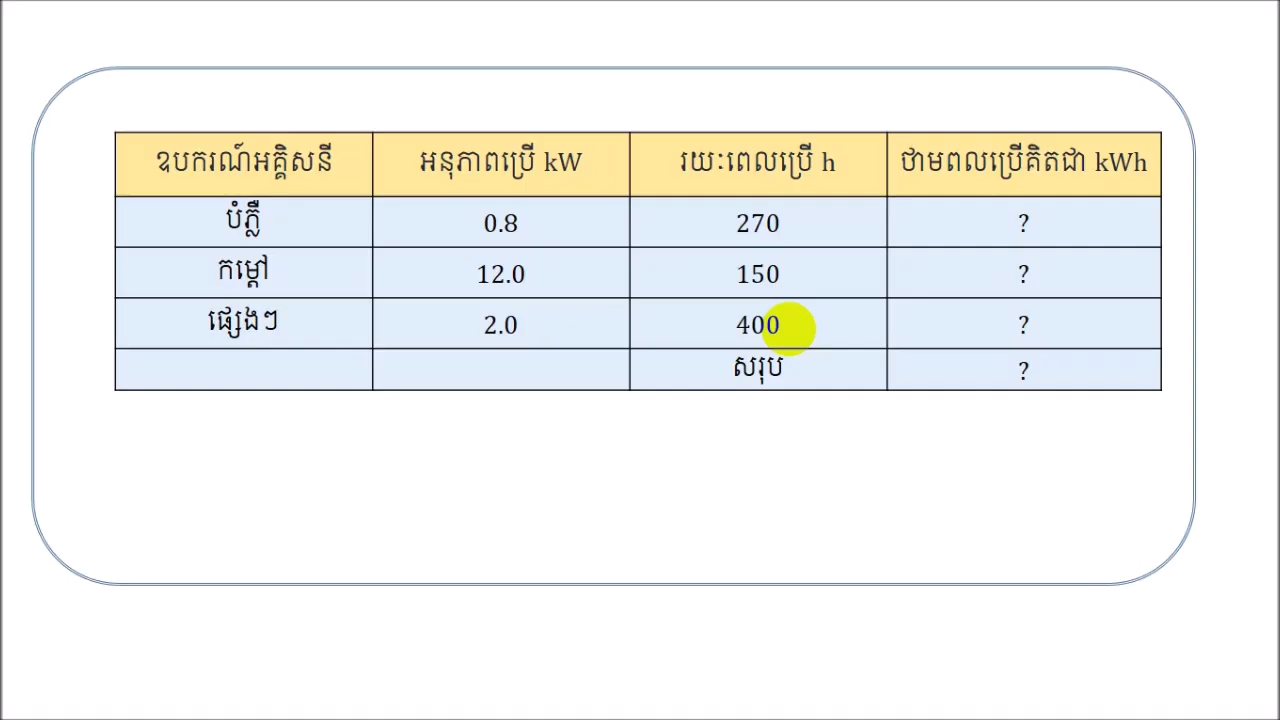 ឧបករណ៍អគ្គិសនី អនុភាពប្រើ kW រយៈពេលប្រើ h ថាមពលប្រើគិតជា kWh
បំភ្លឺ 0.8 270 ?
កម្ដៅ 12.0 150 ?
ផ្សេងៗ 2.0 400 ?
សរុប ?